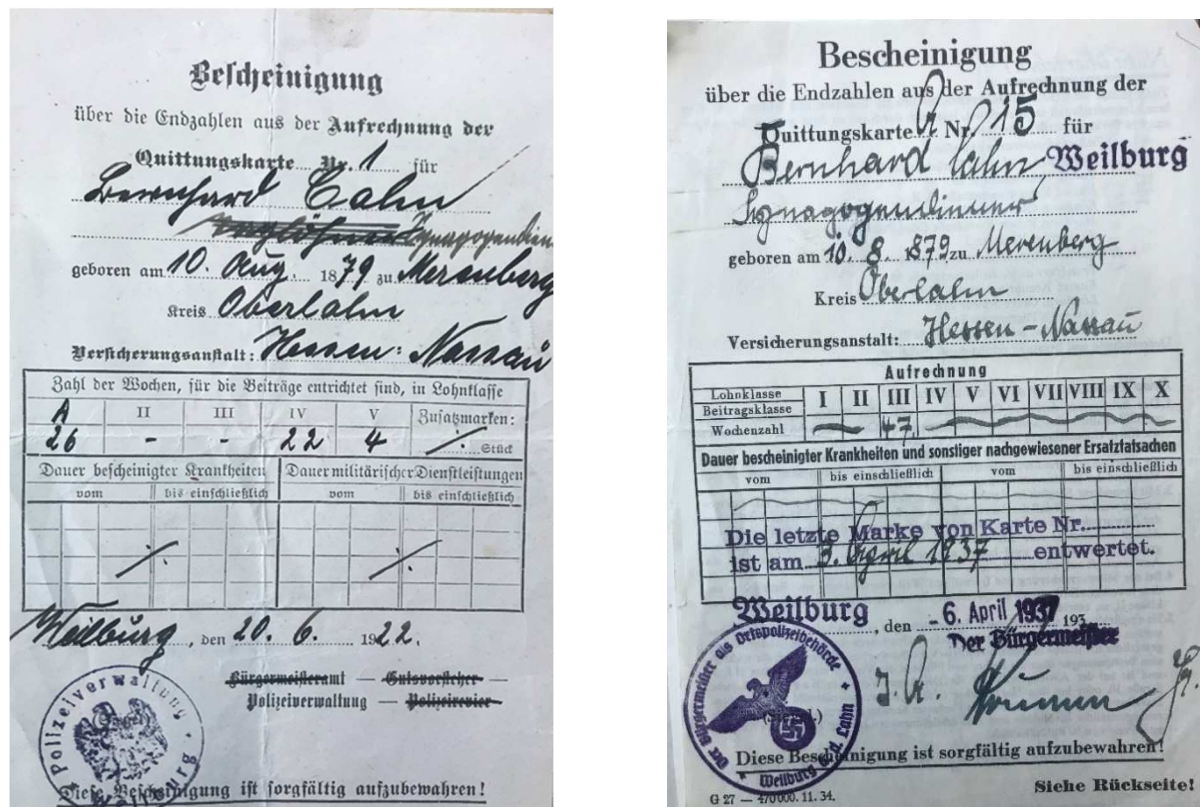 Bescheinigung
über die Endzahlen aus der Aufrechnung der
Quittungskarte Nr. 1 für
Bernhard Cahn
Synagogendien
geboren am 10. Aug. 1879 zu Merenberg
Kreis Oberlahn
Versicherungsanstalt: Hessen-Nassau
Zahl der Wochen, für die Beiträge entrichtet sind, in Lohnklasse
A II III IV V Zusatzmarken:
26 - - 22 4 Stück
Dauer bescheinigter Krankheiten Dauer militärischer Dienstleistungen
vom bis einschließlich vom bis einschließlich
Weilburg, den 20. 6. 1922.
Bürgermeisteramt — Gutsvorsteher —
Polizeiverwaltung — Polizeirevier
Polizeiverwaltung Weilburg
Diese Bescheinigung ist sorgfältig aufzubewahren!
Bescheinigung
über die Endzahlen aus der Aufrechnung der
Quittungskarte A Nr. 15 für
Bernhard Cahn Weilburg
Synagogendiener
geboren am 10. 8. 1879 zu Merenberg
Kreis Oberlahn
Versicherungsanstalt: Hessen-Nassau
Aufrechnung
Lohnklasse
Beitragsklasse
I II III IV V VI VII VIII IX X
Wochenzahl 47.
Dauer bescheinigter Krankheiten und sonstiger nachgewiesener Ersatztatsachen
vom bis einschließlich vom bis einschließlich
Die letzte Marke von Karte Nr.
ist am 3. April 1937 entwertet.
Weilburg, den -6. April 1937 193
Der Bürgermeister
J. A.
Der Bürgermeister als Ortspolizeibehörde
Weilburg a. d. Lahn
Diese Bescheinigung ist sorgfältig aufzubewahren!
G 27 — 470000. 11. 34.
Siehe Rückseite!